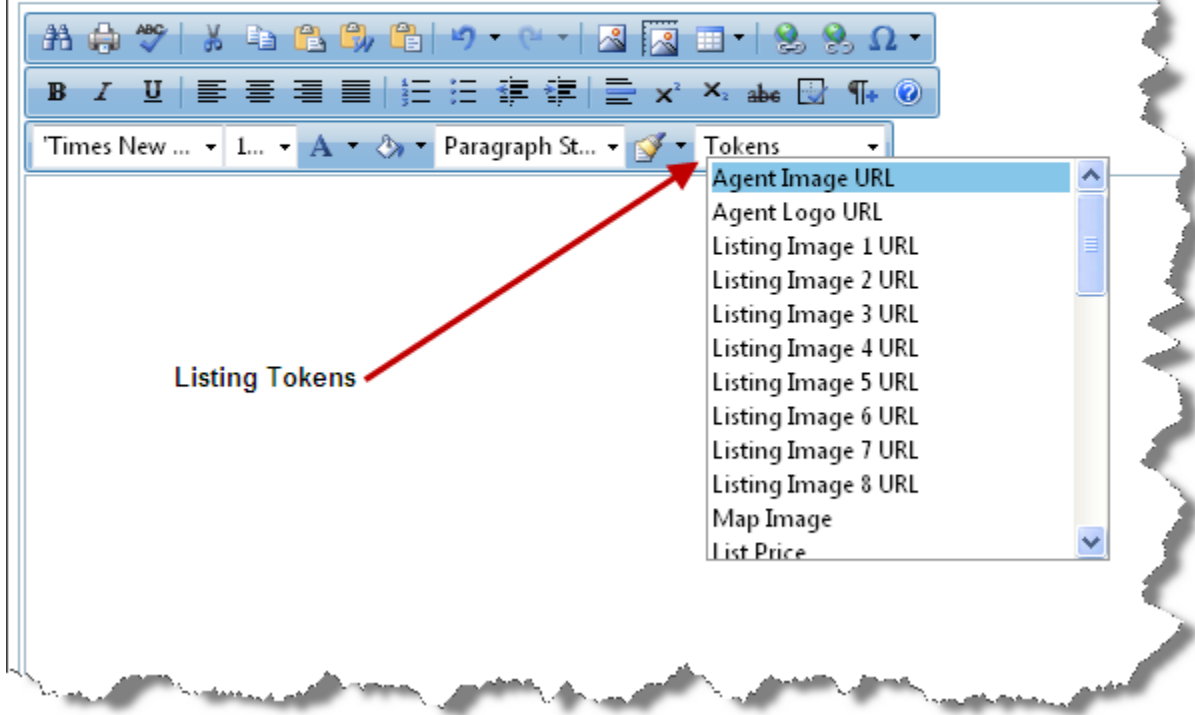 ABC
W
Ω
B I U abc ¶+ ?
'Times New ... 1... A Paragraph St... Tokens
Agent Image URL
Agent Logo URL
Listing Image 1 URL
Listing Image 2 URL
Listing Image 3 URL
Listing Image 4 URL
Listing Tokens
Listing Image 5 URL
Listing Image 6 URL
Listing Image 7 URL
Listing Image 8 URL
Map Image
List Price